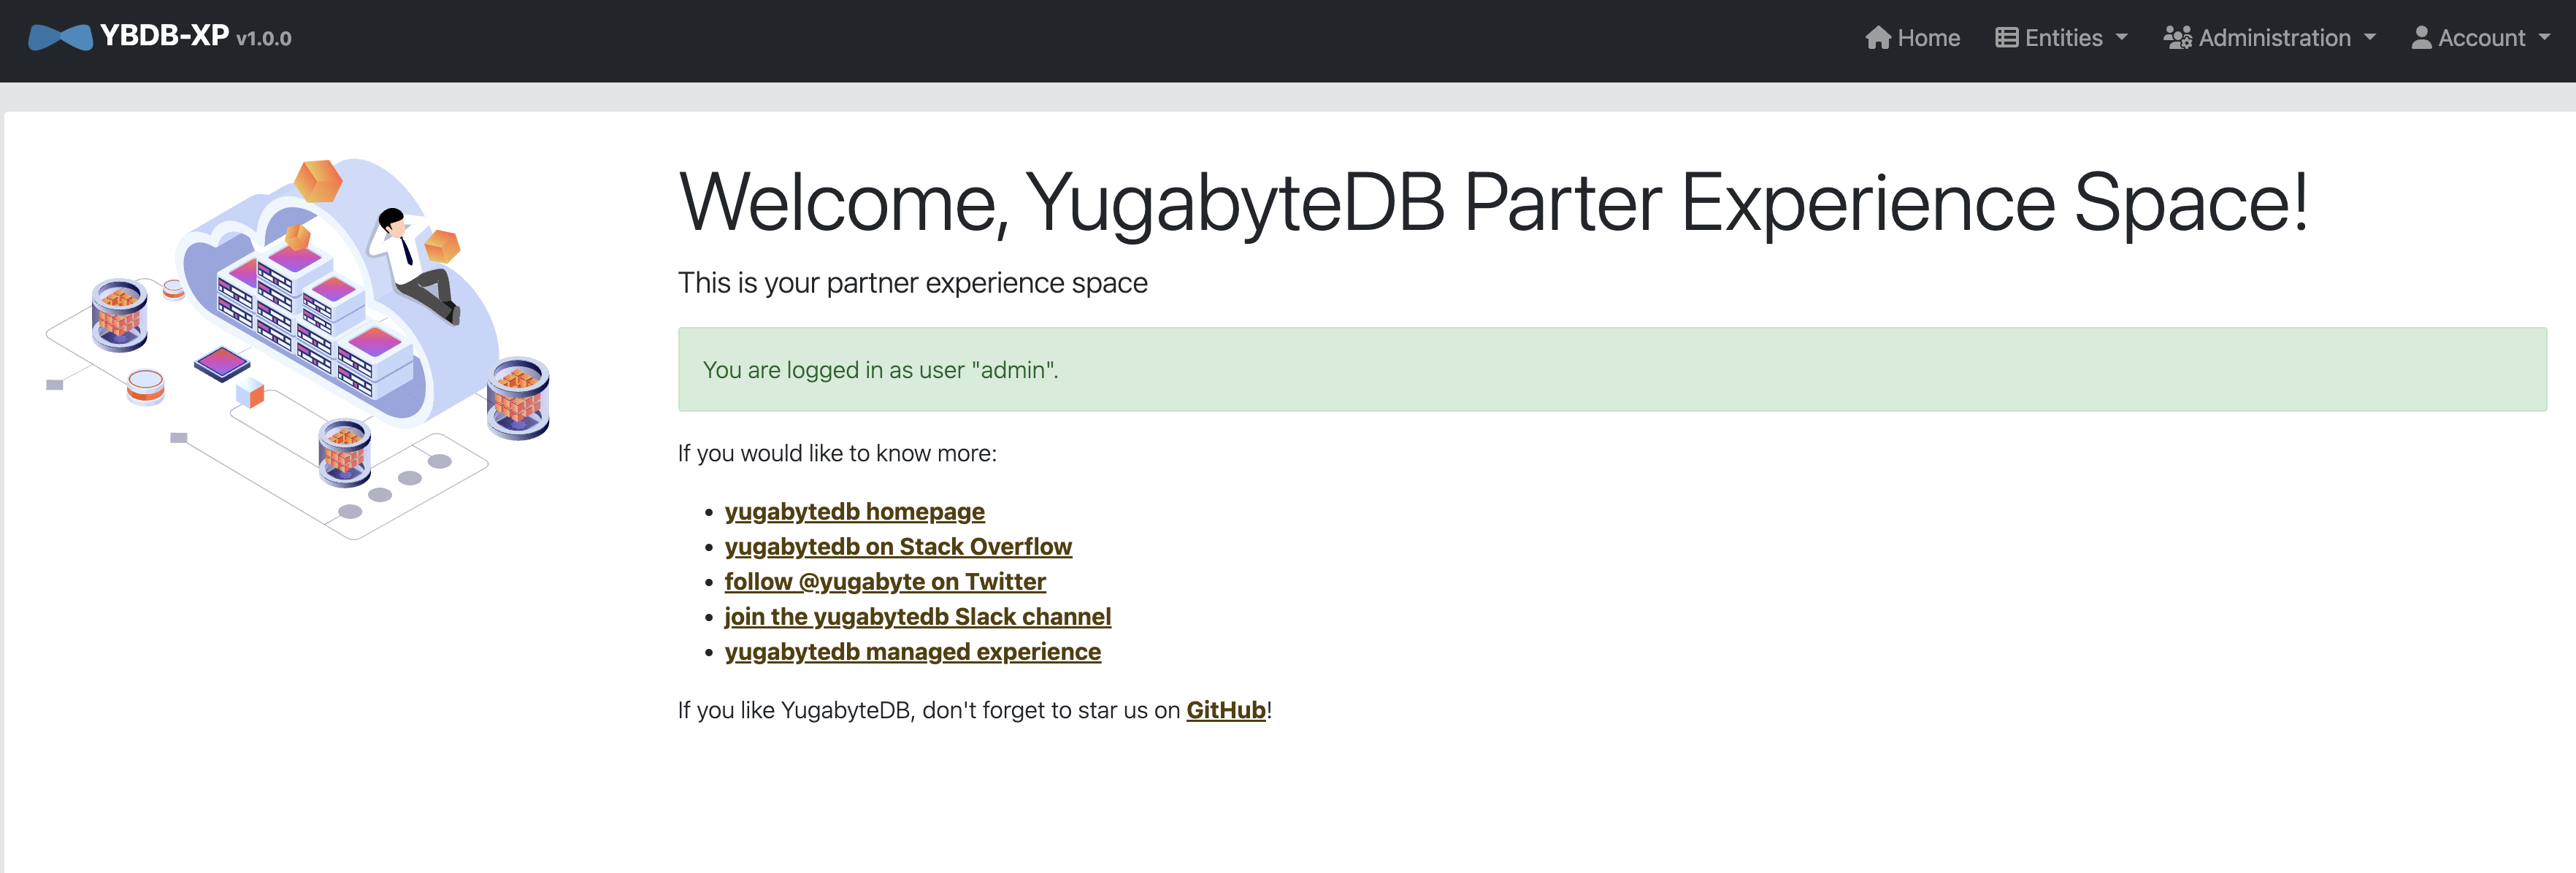 YBDB-XP v1.0.0
Home Entities Administration Account
Welcome, YugabyteDB Parter Experience Space!
This is your partner experience space
You are logged in as user "admin".
If you would like to know more:
yugabytedb homepage
yugabytedb on Stack Overflow
follow @yugabyte on Twitter
join the yugabytedb Slack channel
yugabytedb managed experience
If you like YugabyteDB, don't forget to star us on GitHub!